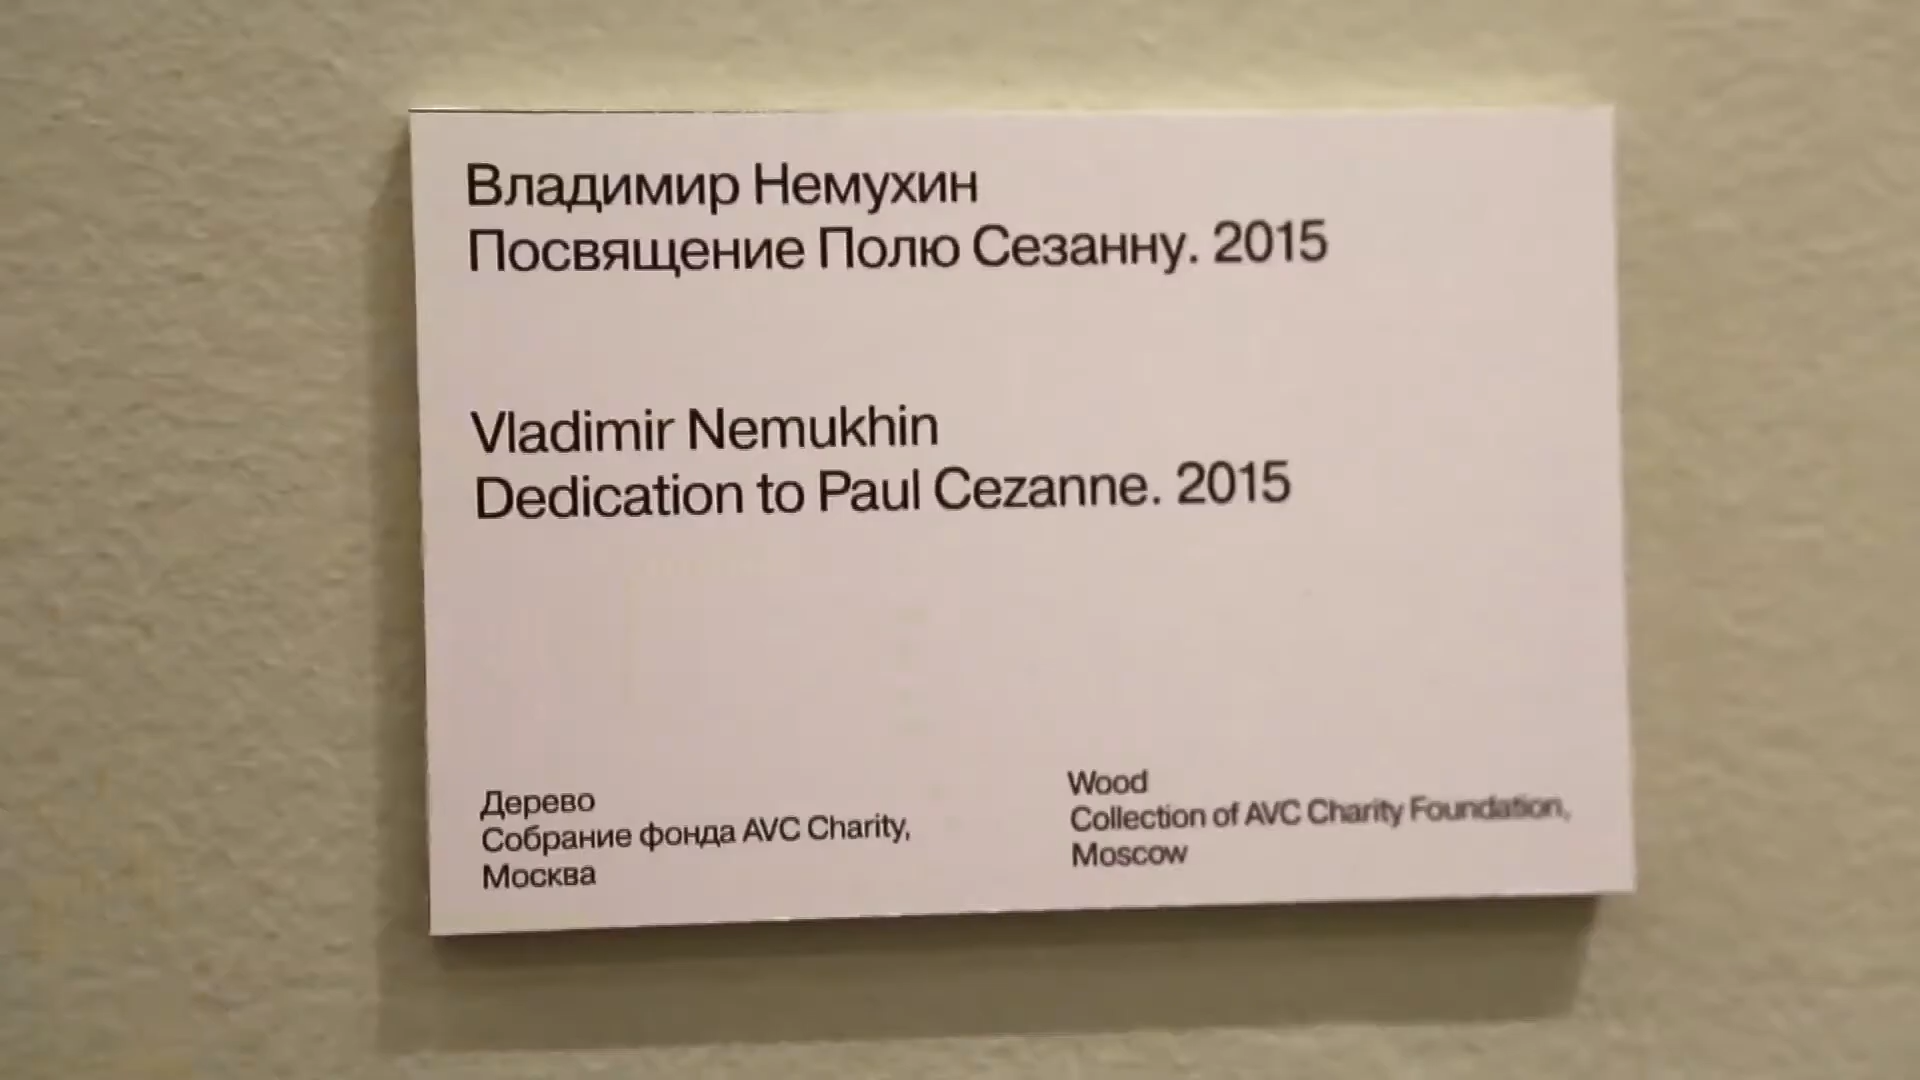 Владимир Немухин
Посвящение Полю Сезанну. 2015
Vladimir Nemukhin
Dedication to Paul Cezanne. 2015
Дерево
Собрание фонда AVC Charity,
Москва
Wood
Collection of AVC Charity Foundation,
Moscow